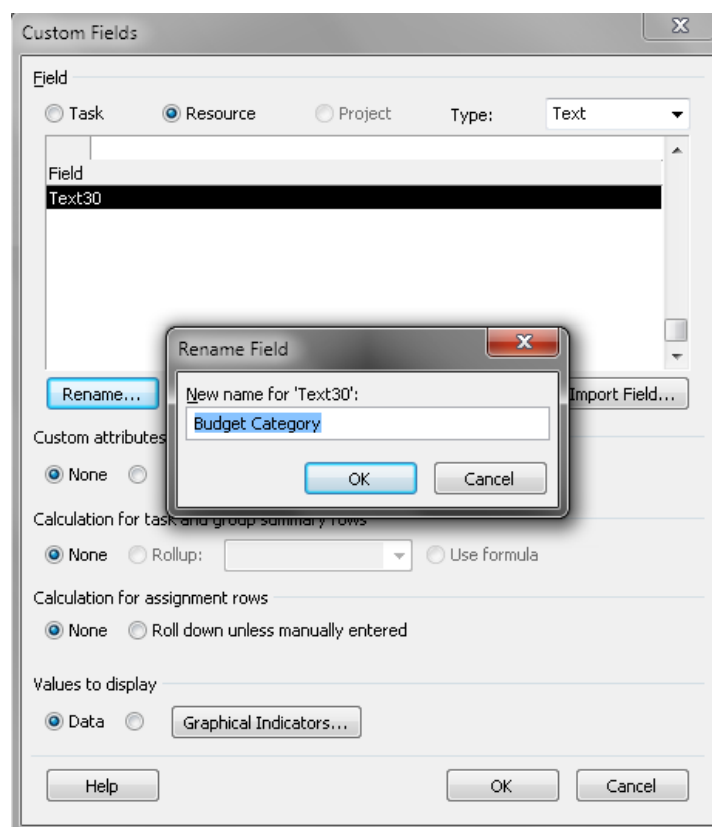 Custom Fields
Field
Task Resource Project Type: Text
Field
Text30
Rename Field
New name for 'Text30':
Budget Category
OK Cancel
Rename... Import Field...
Custom attributes
None
Calculation for task and group summary rows
None Rollup: Use formula
Calculation for assignment rows
None Roll down unless manually entered
Values to display
Data Graphical Indicators...
Help OK Cancel